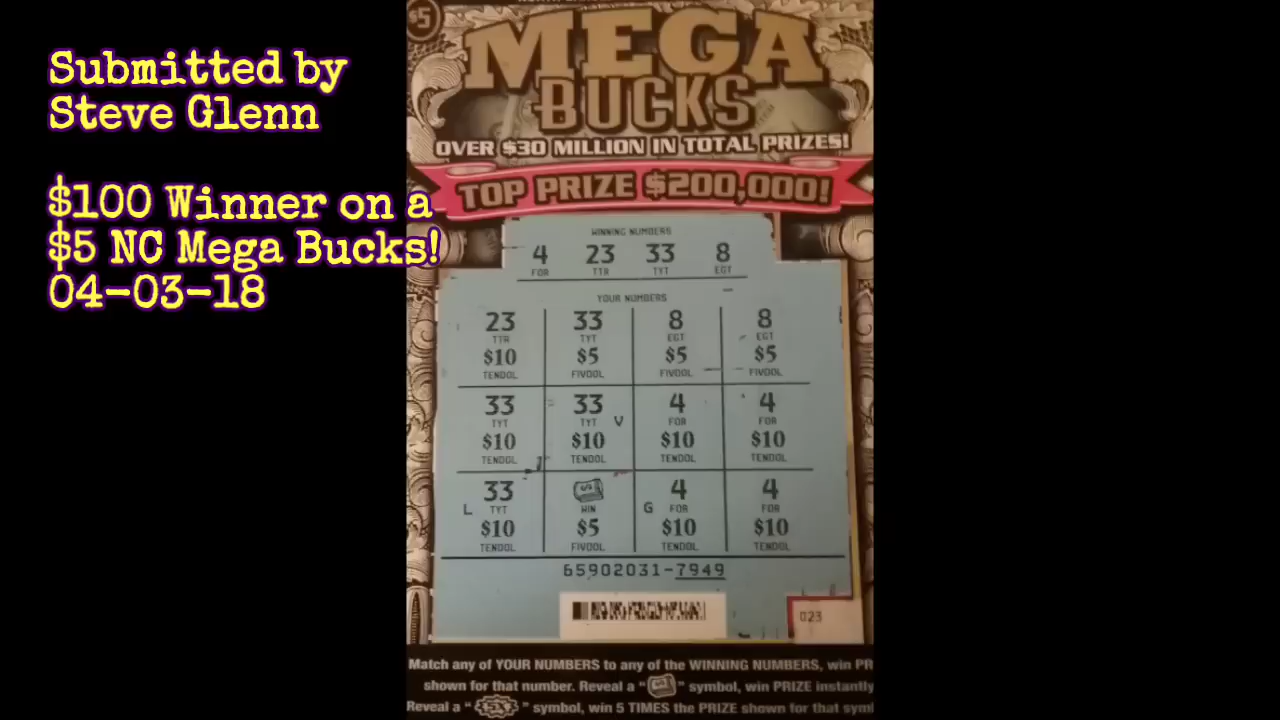 Submitted by
Steve Glenn
$100 Winner on a
$5 NC Mega Bucks!
04-03-18
$5
MEGA
BUCKS
OVER $30 MILLION IN TOTAL PRIZES!
TOP PRIZE $200,000!
WINNING NUMBERS
4 23 33 8
FOR TTR TYT EGT
YOUR NUMBERS
23 33 8 8
TTR TYT EGT EGT
$10 $5 $5 $5
TENDOL FIVDOL FIVDOL FIVDOL
33 33 4 4
TYT TYT V FOR FOR
$10 $10 $10 $10
TENDOL TENDOL TENDOL TENDOL
33 4 4
L TYT WIN G FOR FOR
$10 $5 $10 $10
TENDOL FIVDOL TENDOL TENDOL
65902031-7949
023
Match any of YOUR NUMBERS to any of the WINNING NUMBERS, win PR
shown for that number. Reveal a " " symbol, win PRIZE instantly
Reveal a "5X" symbol, win 5 TIMES the PRIZE shown for that sym